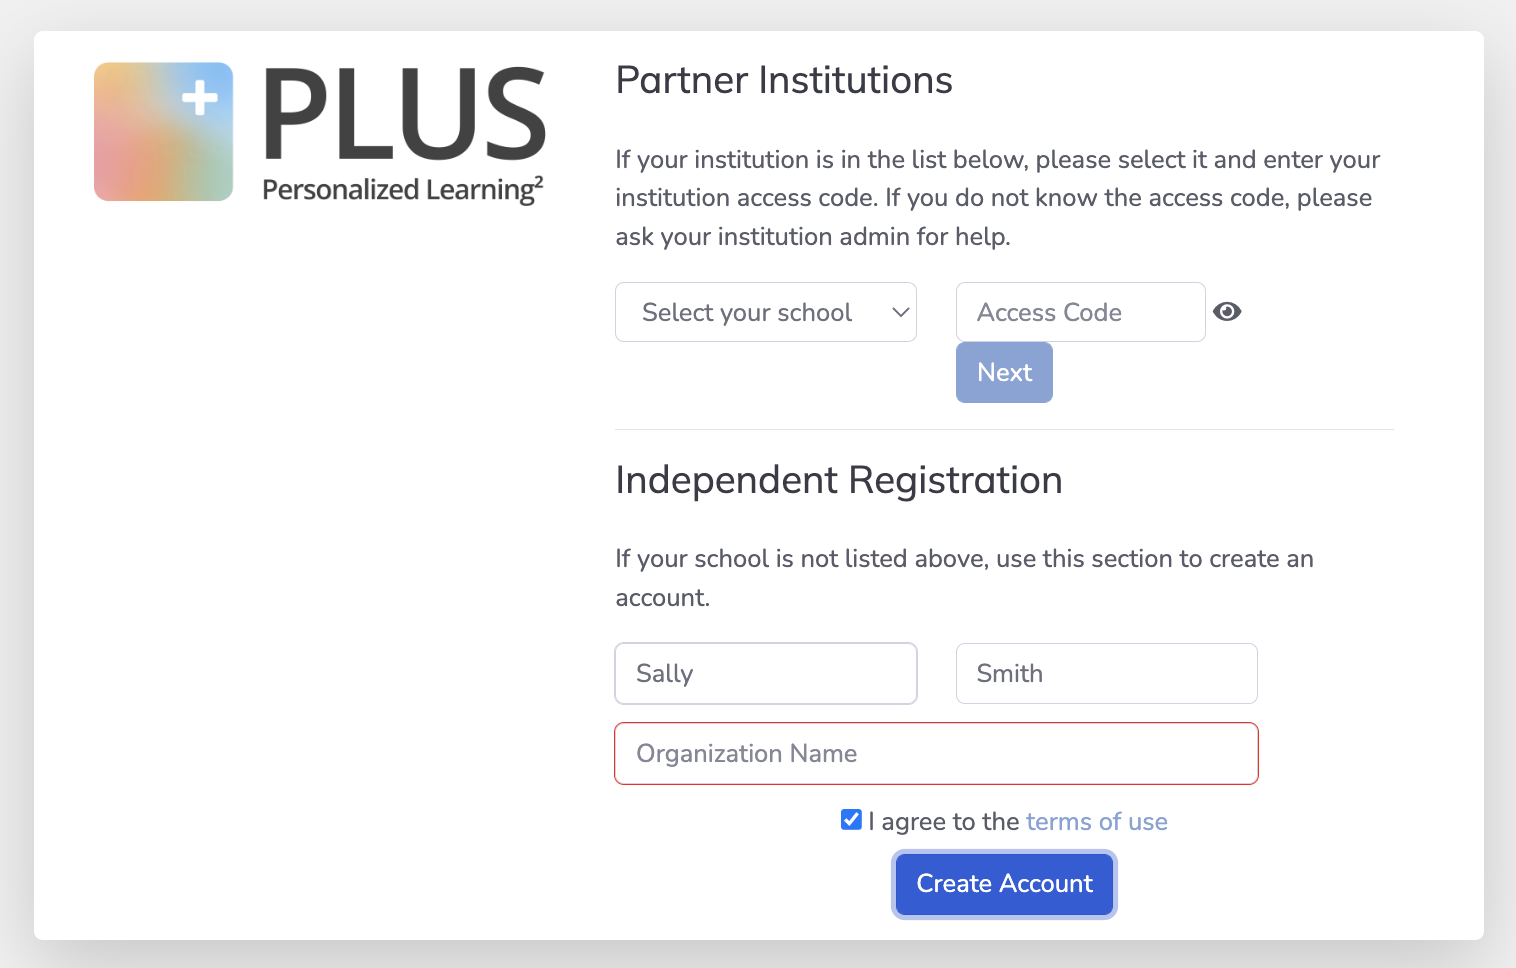 PLUS
Personalized Learning²
Partner Institutions
If your institution is in the list below, please select it and enter your
institution access code. If you do not know the access code, please
ask your institution admin for help.
Select your school
Access Code
Next
Independent Registration
If your school is not listed above, use this section to create an
account.
Sally
Smith
Organization Name
I agree to the terms of use
Create Account